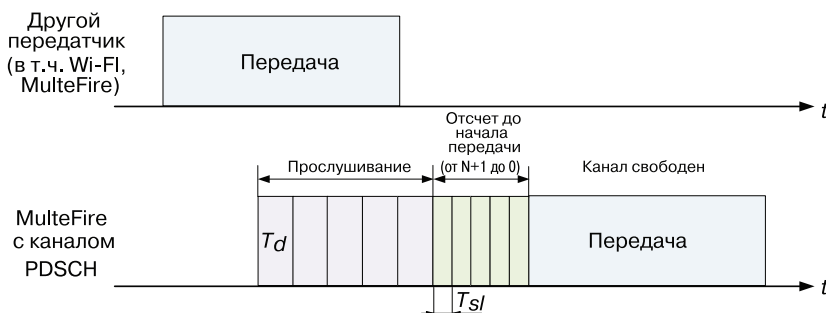 Другой
передатчик
(в т.ч. Wi-FI,
MulteFire)
Передача
t
Отсчет до
начала
передачи
(от N+1 до 0)
Прослушивание
Канал свободен
MulteFire
с каналом
PDSCH
Td
Передача
t
Tsl